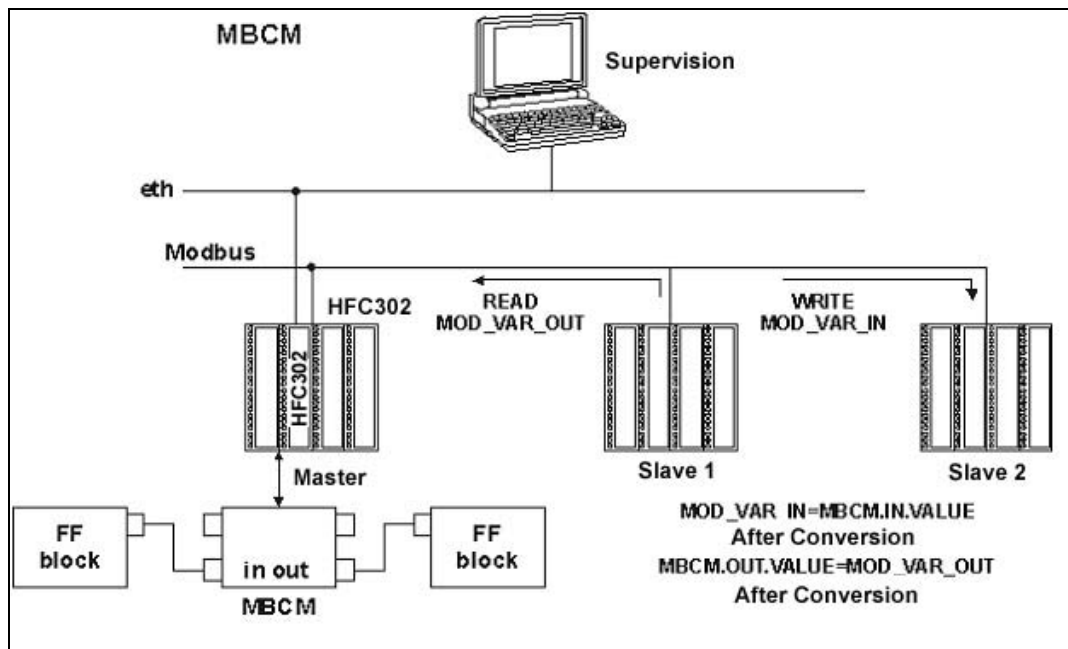 MBCM
Supervision
eth
Modbus
READ
MOD_VAR_OUT
WRITE
MOD_VAR_IN
HFC302
HFC302
Master
Slave 1
Slave 2
FF
block
in out
MBCM
FF
block
MOD_VAR IN=MBCM.IN.VALUE
After Conversion
MBCM.OUT.VALUE=MOD_VAR_OUT
After Conversion